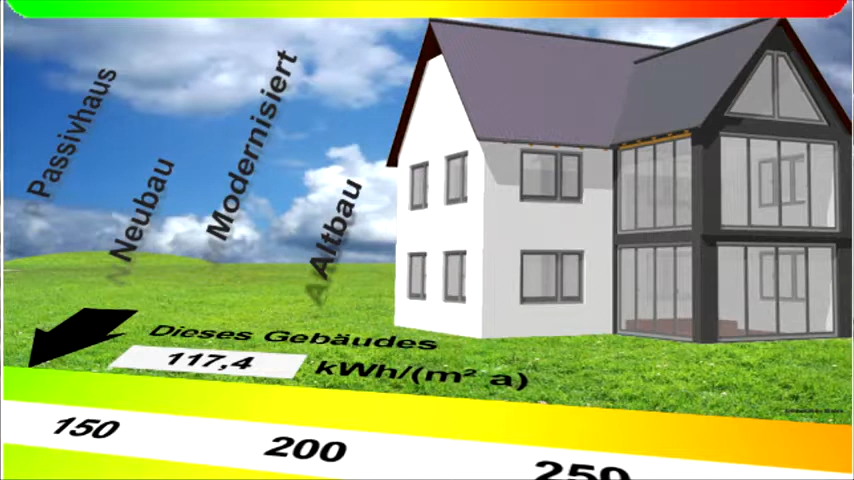 Passivhaus
Neubau
Modernisiert
Altbau
Dieses Gebäudes
117,4
kWh/(m² a)
150
200
250